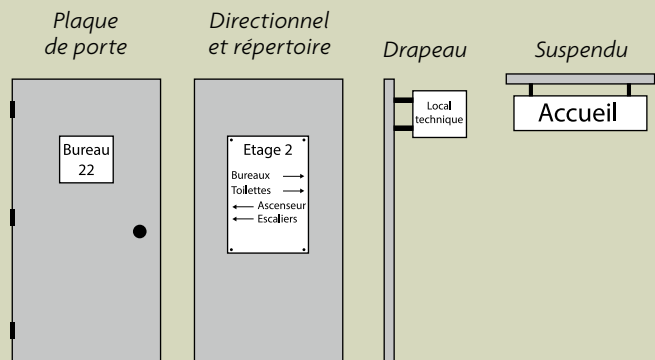 Plaque
de porte
Directionnel
et répertoire
Drapeau
Suspendu
Bureau
22
Etage 2
Bureaux
Toilettes
Ascenseur
Escaliers
Local
technique
Accueil